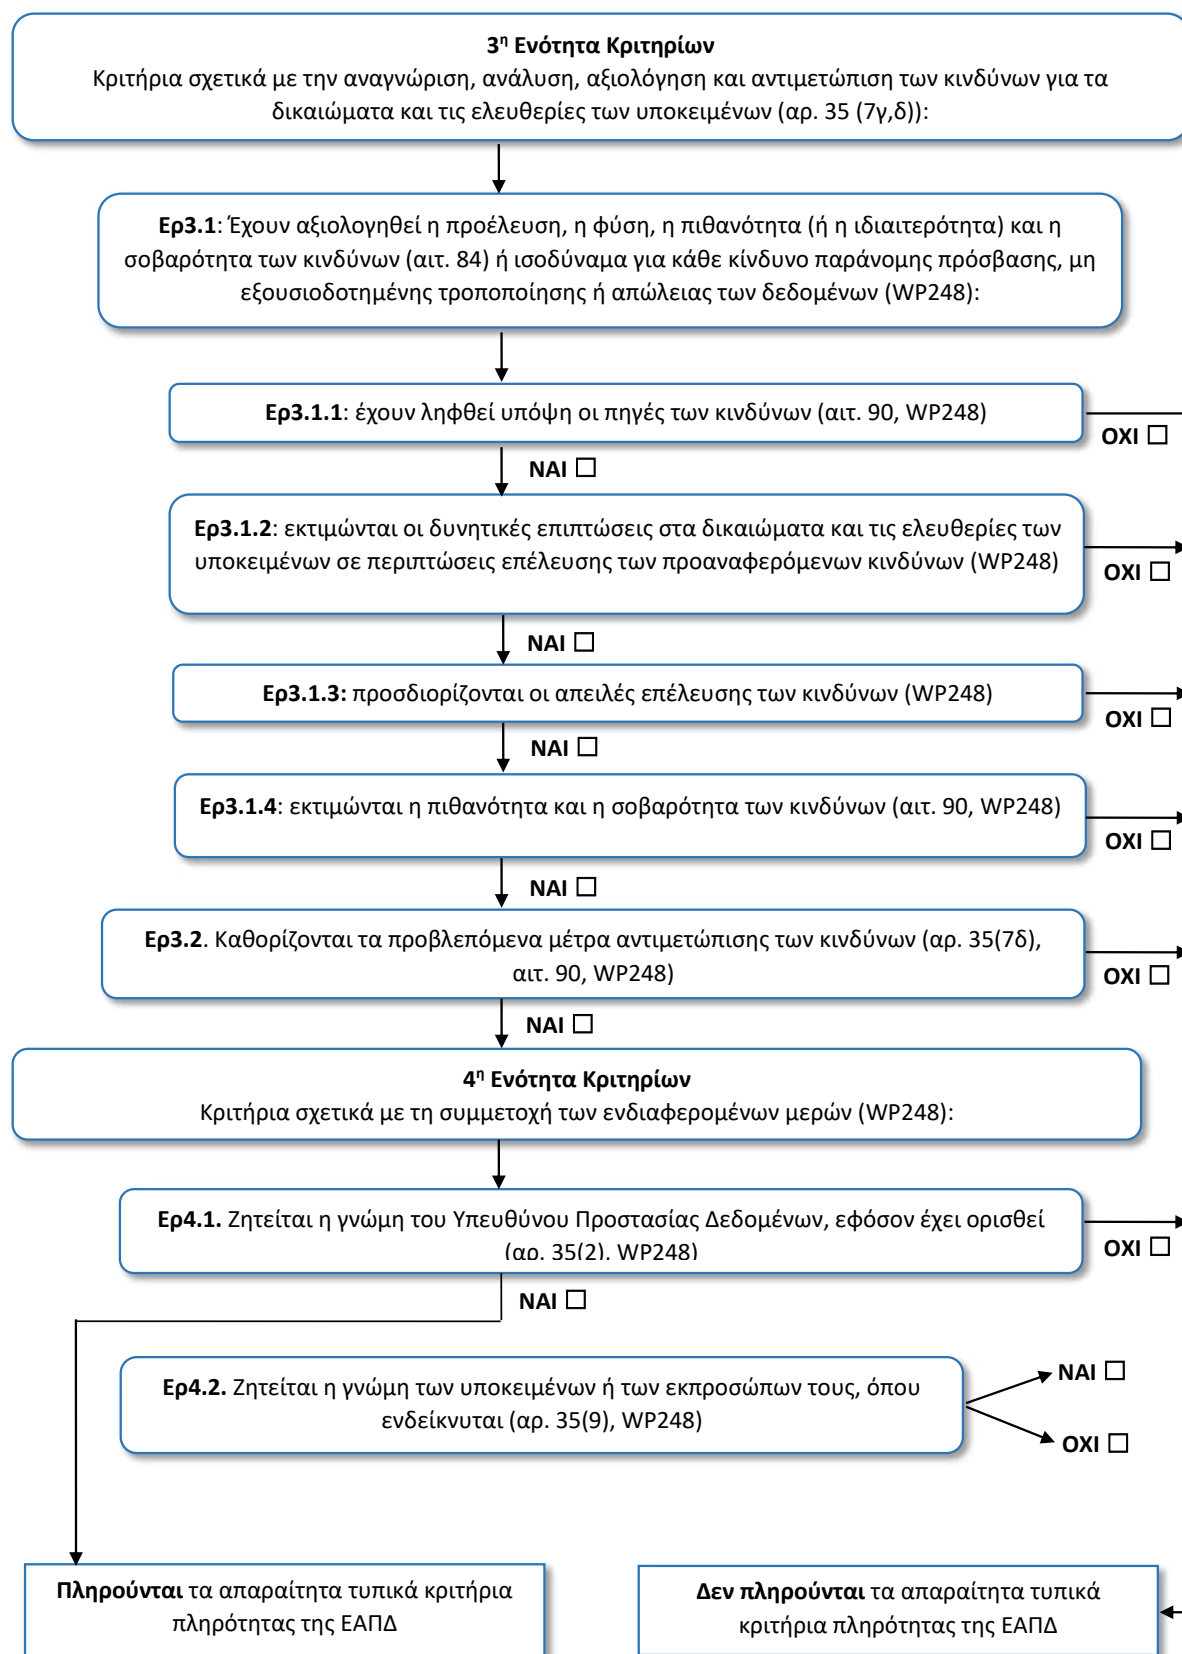 3η Ενότητα Κριτηρίων
Κριτήρια σχετικά με την αναγνώριση, ανάλυση, αξιολόγηση και αντιμετώπιση των κινδύνων για τα
δικαιώματα και τις ελευθερίες των υποκειμένων (αρ. 35 (7γ,δ)):
Ερ3.1: Έχουν αξιολογηθεί η προέλευση, η φύση, η πιθανότητα (ή η ιδιαιτερότητα) και η
σοβαρότητα των κινδύνων (αιτ. 84) ή ισοδύναμα για κάθε κίνδυνο παράνομης πρόσβασης, μη
εξουσιοδοτημένης τροποποίησης ή απώλειας των δεδομένων (WP248):
Ερ3.1.1: έχουν ληφθεί υπόψη οι πηγές των κινδύνων (αιτ. 90, WP248)
ΟΧΙ ☐
ΝΑΙ ☐
Ερ3.1.2: εκτιμώνται οι δυνητικές επιπτώσεις στα δικαιώματα και τις ελευθερίες των
υποκειμένων σε περιπτώσεις επέλευσης των προαναφερόμενων κινδύνων (WP248)
ΟΧΙ ☐
ΝΑΙ ☐
Ερ3.1.3: προσδιορίζονται οι απειλές επέλευσης των κινδύνων (WP248)
ΟΧΙ ☐
ΝΑΙ ☐
Ερ3.1.4: εκτιμώνται η πιθανότητα και η σοβαρότητα των κινδύνων (αιτ. 90, WP248)
ΟΧΙ ☐
ΝΑΙ ☐
Ερ3.2. Καθορίζονται τα προβλεπόμενα μέτρα αντιμετώπισης των κινδύνων (αρ. 35(7δ),
αιτ. 90, WP248)
ΟΧΙ ☐
ΝΑΙ ☐
4η Ενότητα Κριτηρίων
Κριτήρια σχετικά με τη συμμετοχή των ενδιαφερομένων μερών (WP248):
Ερ4.1. Ζητείται η γνώμη του Υπευθύνου Προστασίας Δεδομένων, εφόσον έχει ορισθεί
(αρ. 35(2), WP248)
ΟΧΙ ☐
ΝΑΙ ☐
Ερ4.2. Ζητείται η γνώμη των υποκειμένων ή των εκπροσώπων τους, όπου
ενδείκνυται (αρ. 35(9), WP248)
ΝΑΙ ☐
ΟΧΙ ☐
Πληρούνται τα απαραίτητα τυπικά κριτήρια
πληρότητας της ΕΑΠΔ
Δεν πληρούνται τα απαραίτητα τυπικά
κριτήρια πληρότητας της ΕΑΠΔ